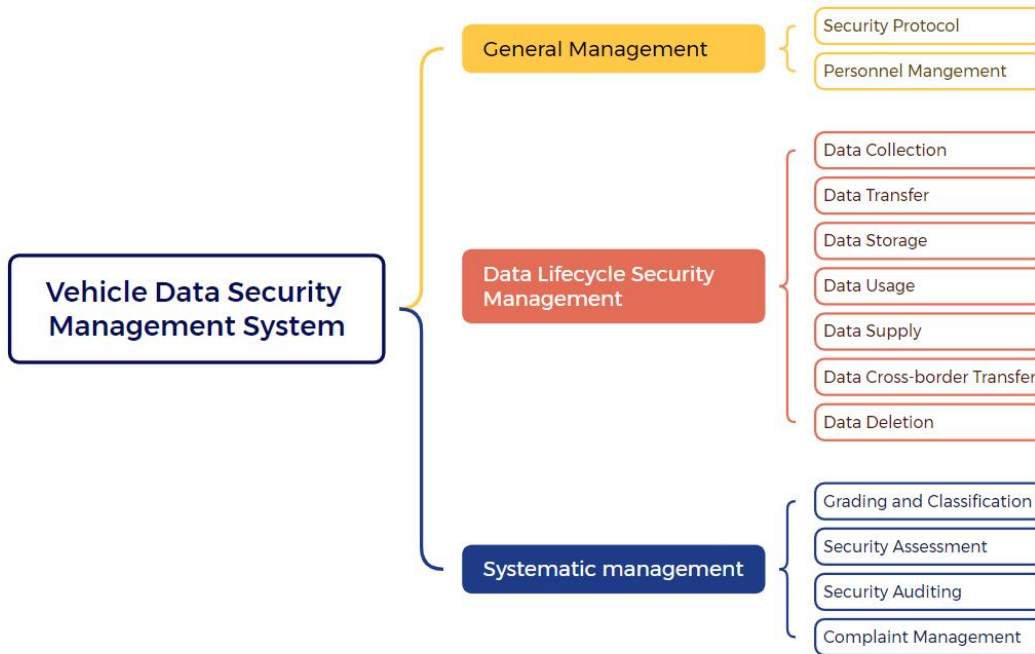 Vehicle Data Security
Management System
General Management
Security Protocol
Personnel Mangement
Data Lifecycle Security
Management
Data Collection
Data Transfer
Data Storage
Data Usage
Data Supply
Data Cross-border Transfer
Data Deletion
Systematic management
Grading and Classification
Security Assessment
Security Auditing
Complaint Management